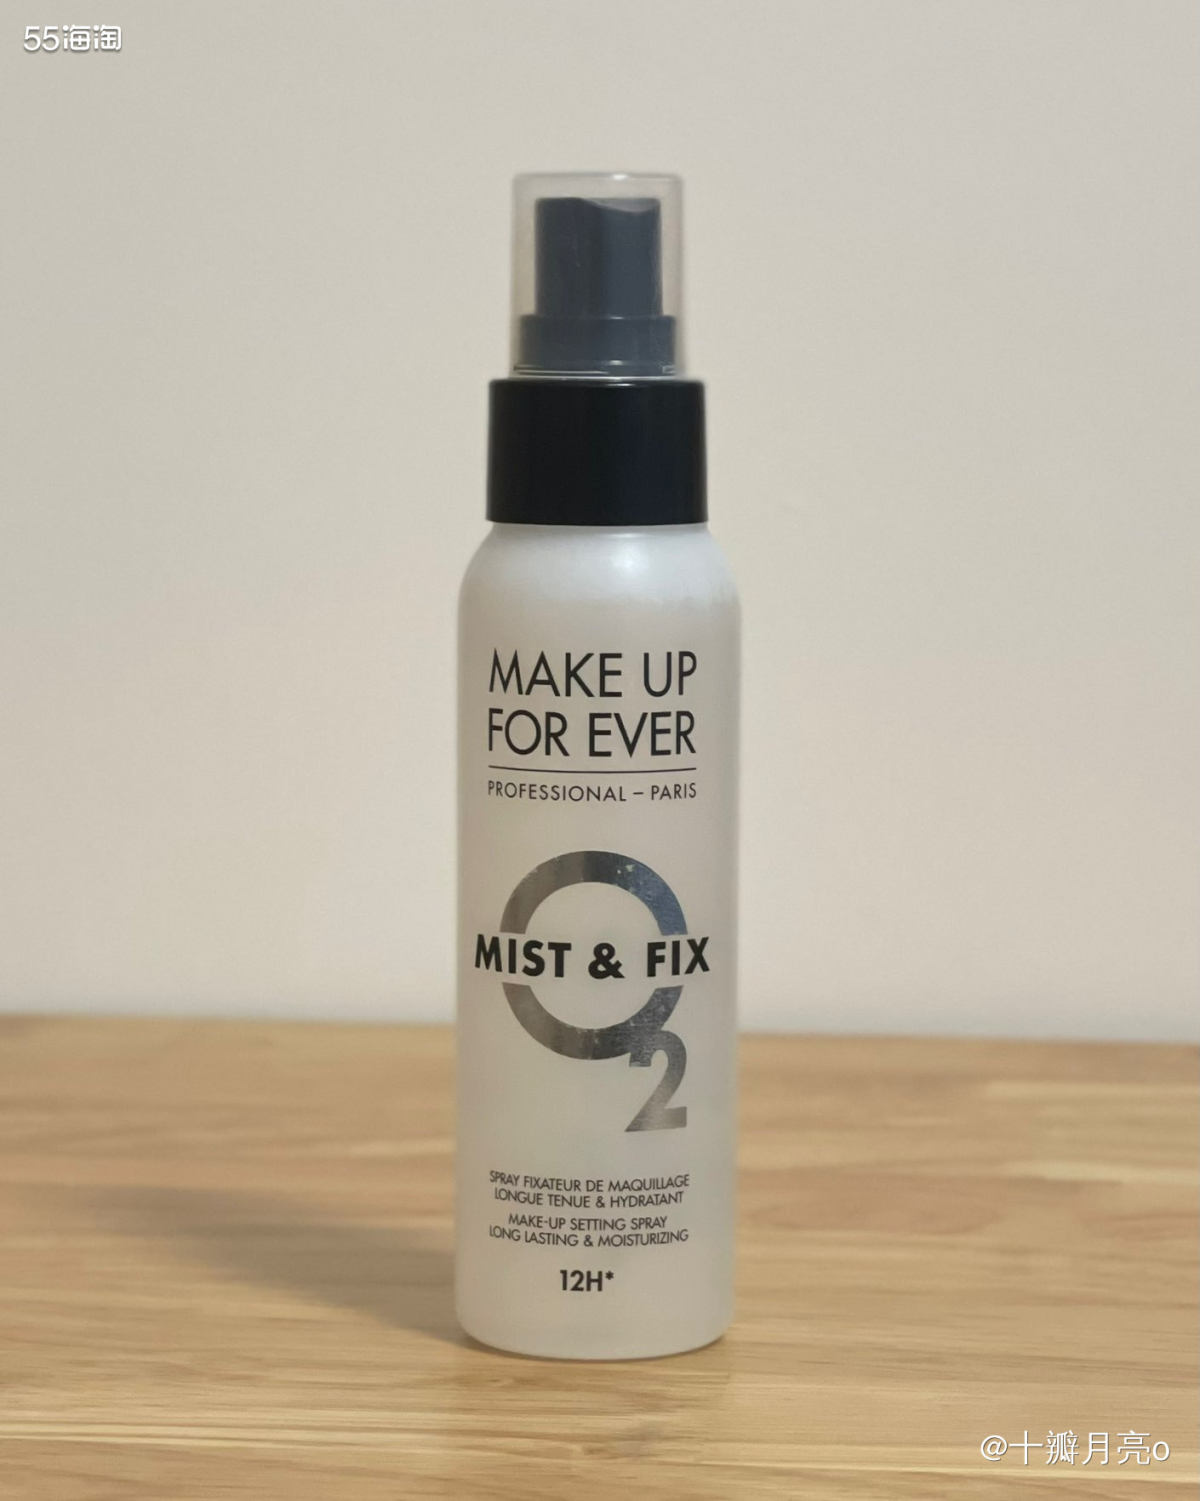 55海淘
MAKE UP
FOR EVER
PROFESSIONAL – PARIS
O
MIST & FIX
2
SPRAY FIXATEUR DE MAQUILLAGE
LONGUE TENUE & HYDRATANT
MAKE-UP SETTING SPRAY
LONG LASTING & MOISTURIZING
12H*
@十瓣月亮o